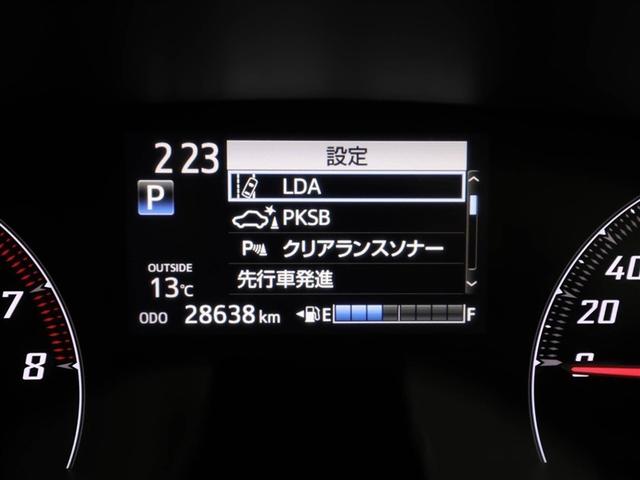 2 23
設定
LDA
P
PKSB
P クリアランスソナー
OUTSIDE
13℃
先行車発進
ODO 28638 km
E F
7
8
40
20
0